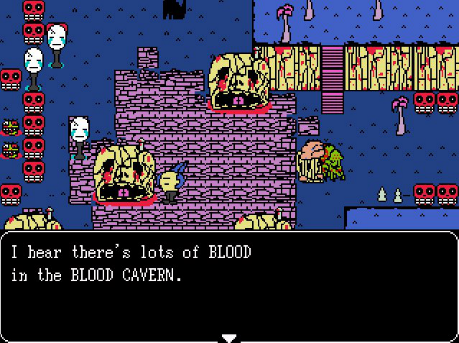 I hear there's lots of BLOOD
in the BLOOD CAVERN.